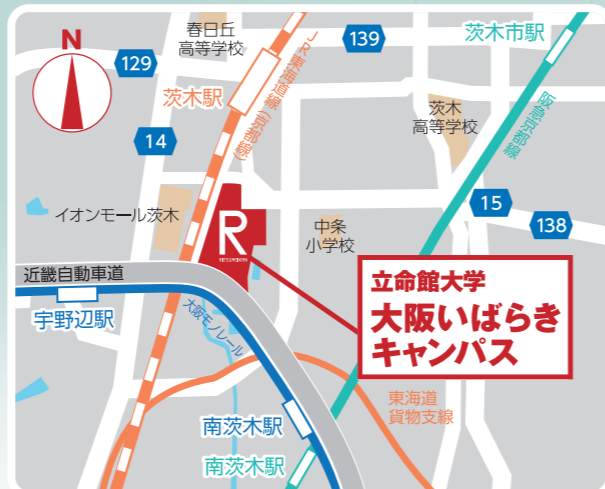 N
春日丘
高等学校
139
茨木市駅
129
茨木駅
JR東海道線（京都線）
茨木
高等学校
阪急京都線
14
15
イオンモール茨木
R
RITSUMEIKAN
中条
小学校
138
近畿自動車道
立命館大学
大阪いばらき
キャンパス
宇野辺駅
大阪モノレール
東海道
貨物支線
南茨木駅
南茨木駅